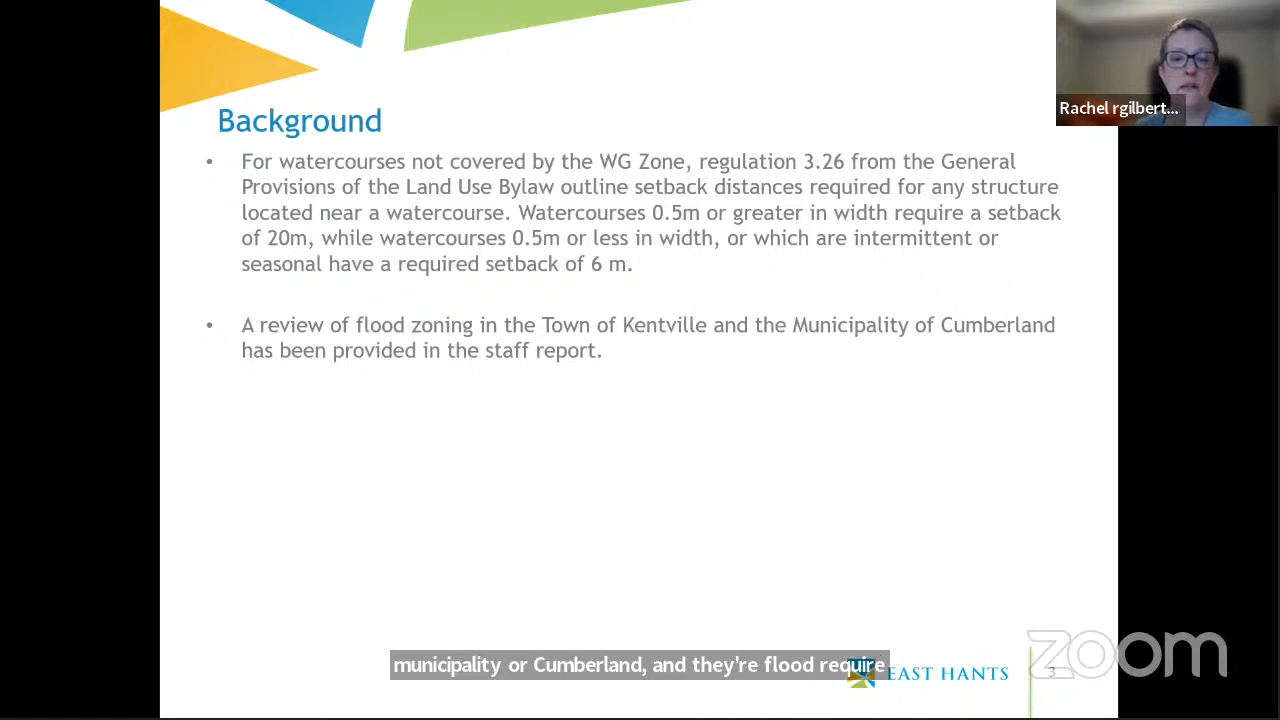 Rachel rgilbert...
Background
• For watercourses not covered by the WG Zone, regulation 3.26 from the General
Provisions of the Land Use Bylaw outline setback distances required for any structure
located near a watercourse. Watercourses 0.5m or greater in width require a setback
of 20m, while watercourses 0.5m or less in width, or which are intermittent or
seasonal have a required setback of 6 m.
• A review of flood zoning in the Town of Kentville and the Municipality of Cumberland
has been provided in the staff report.
municipality or Cumberland, and they're flood require
EAST HANTS
3
zoom